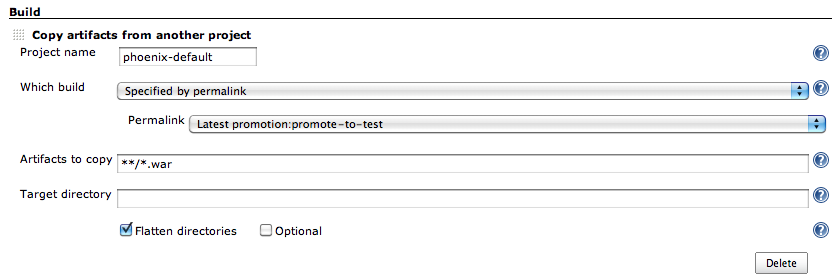 Build
Copy artifacts from another project
Project name phoenix-default
Which build Specified by permalink
Permalink Latest promotion:promote-to-test
Artifacts to copy **/*.war
Target directory
Flatten directories Optional
Delete